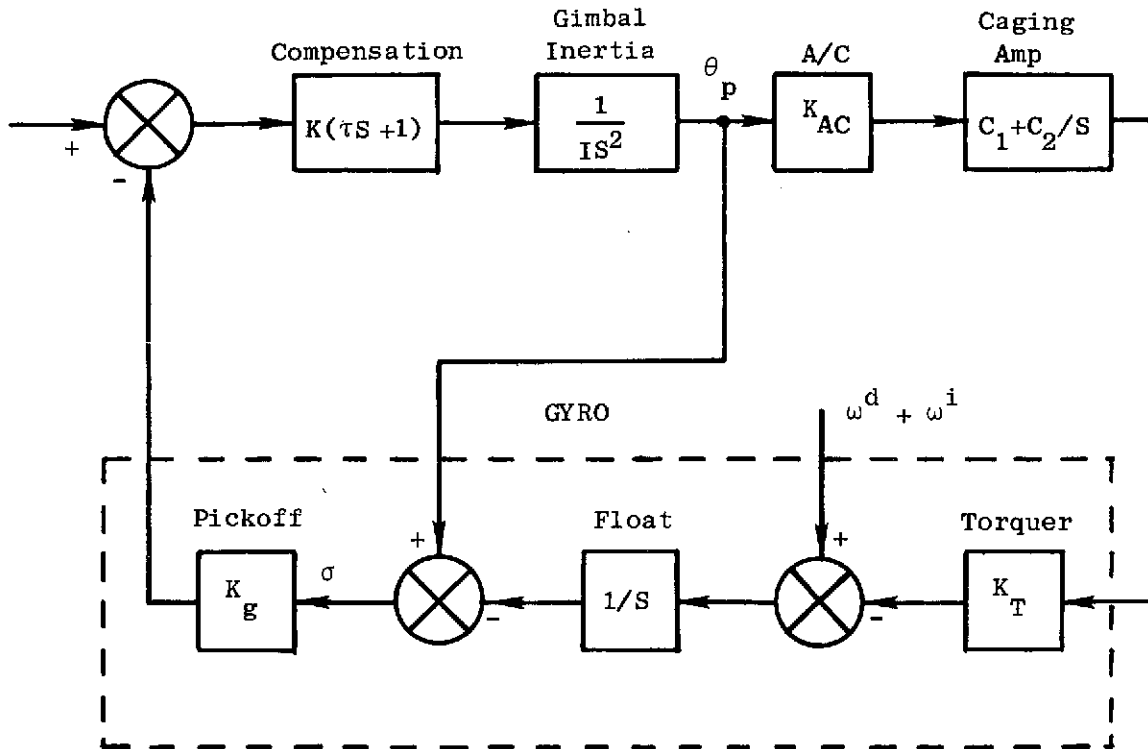 Compensation
Gimbal
Inertia
A/C
Caging
Amp
+
-
K(τS+1)
1
IS²
θp
K_AC
C₁+C₂/S
GYRO
ω^d + ω^i
Pickoff
Float
Torquer
K_g
σ
+
-
1/S
+
-
K_T